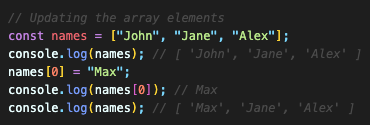 // Updating the array elements
const names = ["John", "Jane", "Alex"];
console.log(names); // [ 'John', 'Jane', 'Alex' ]
names[0] = "Max";
console.log(names[0]); // Max
console.log(names); // [ 'Max', 'Jane', 'Alex' ]